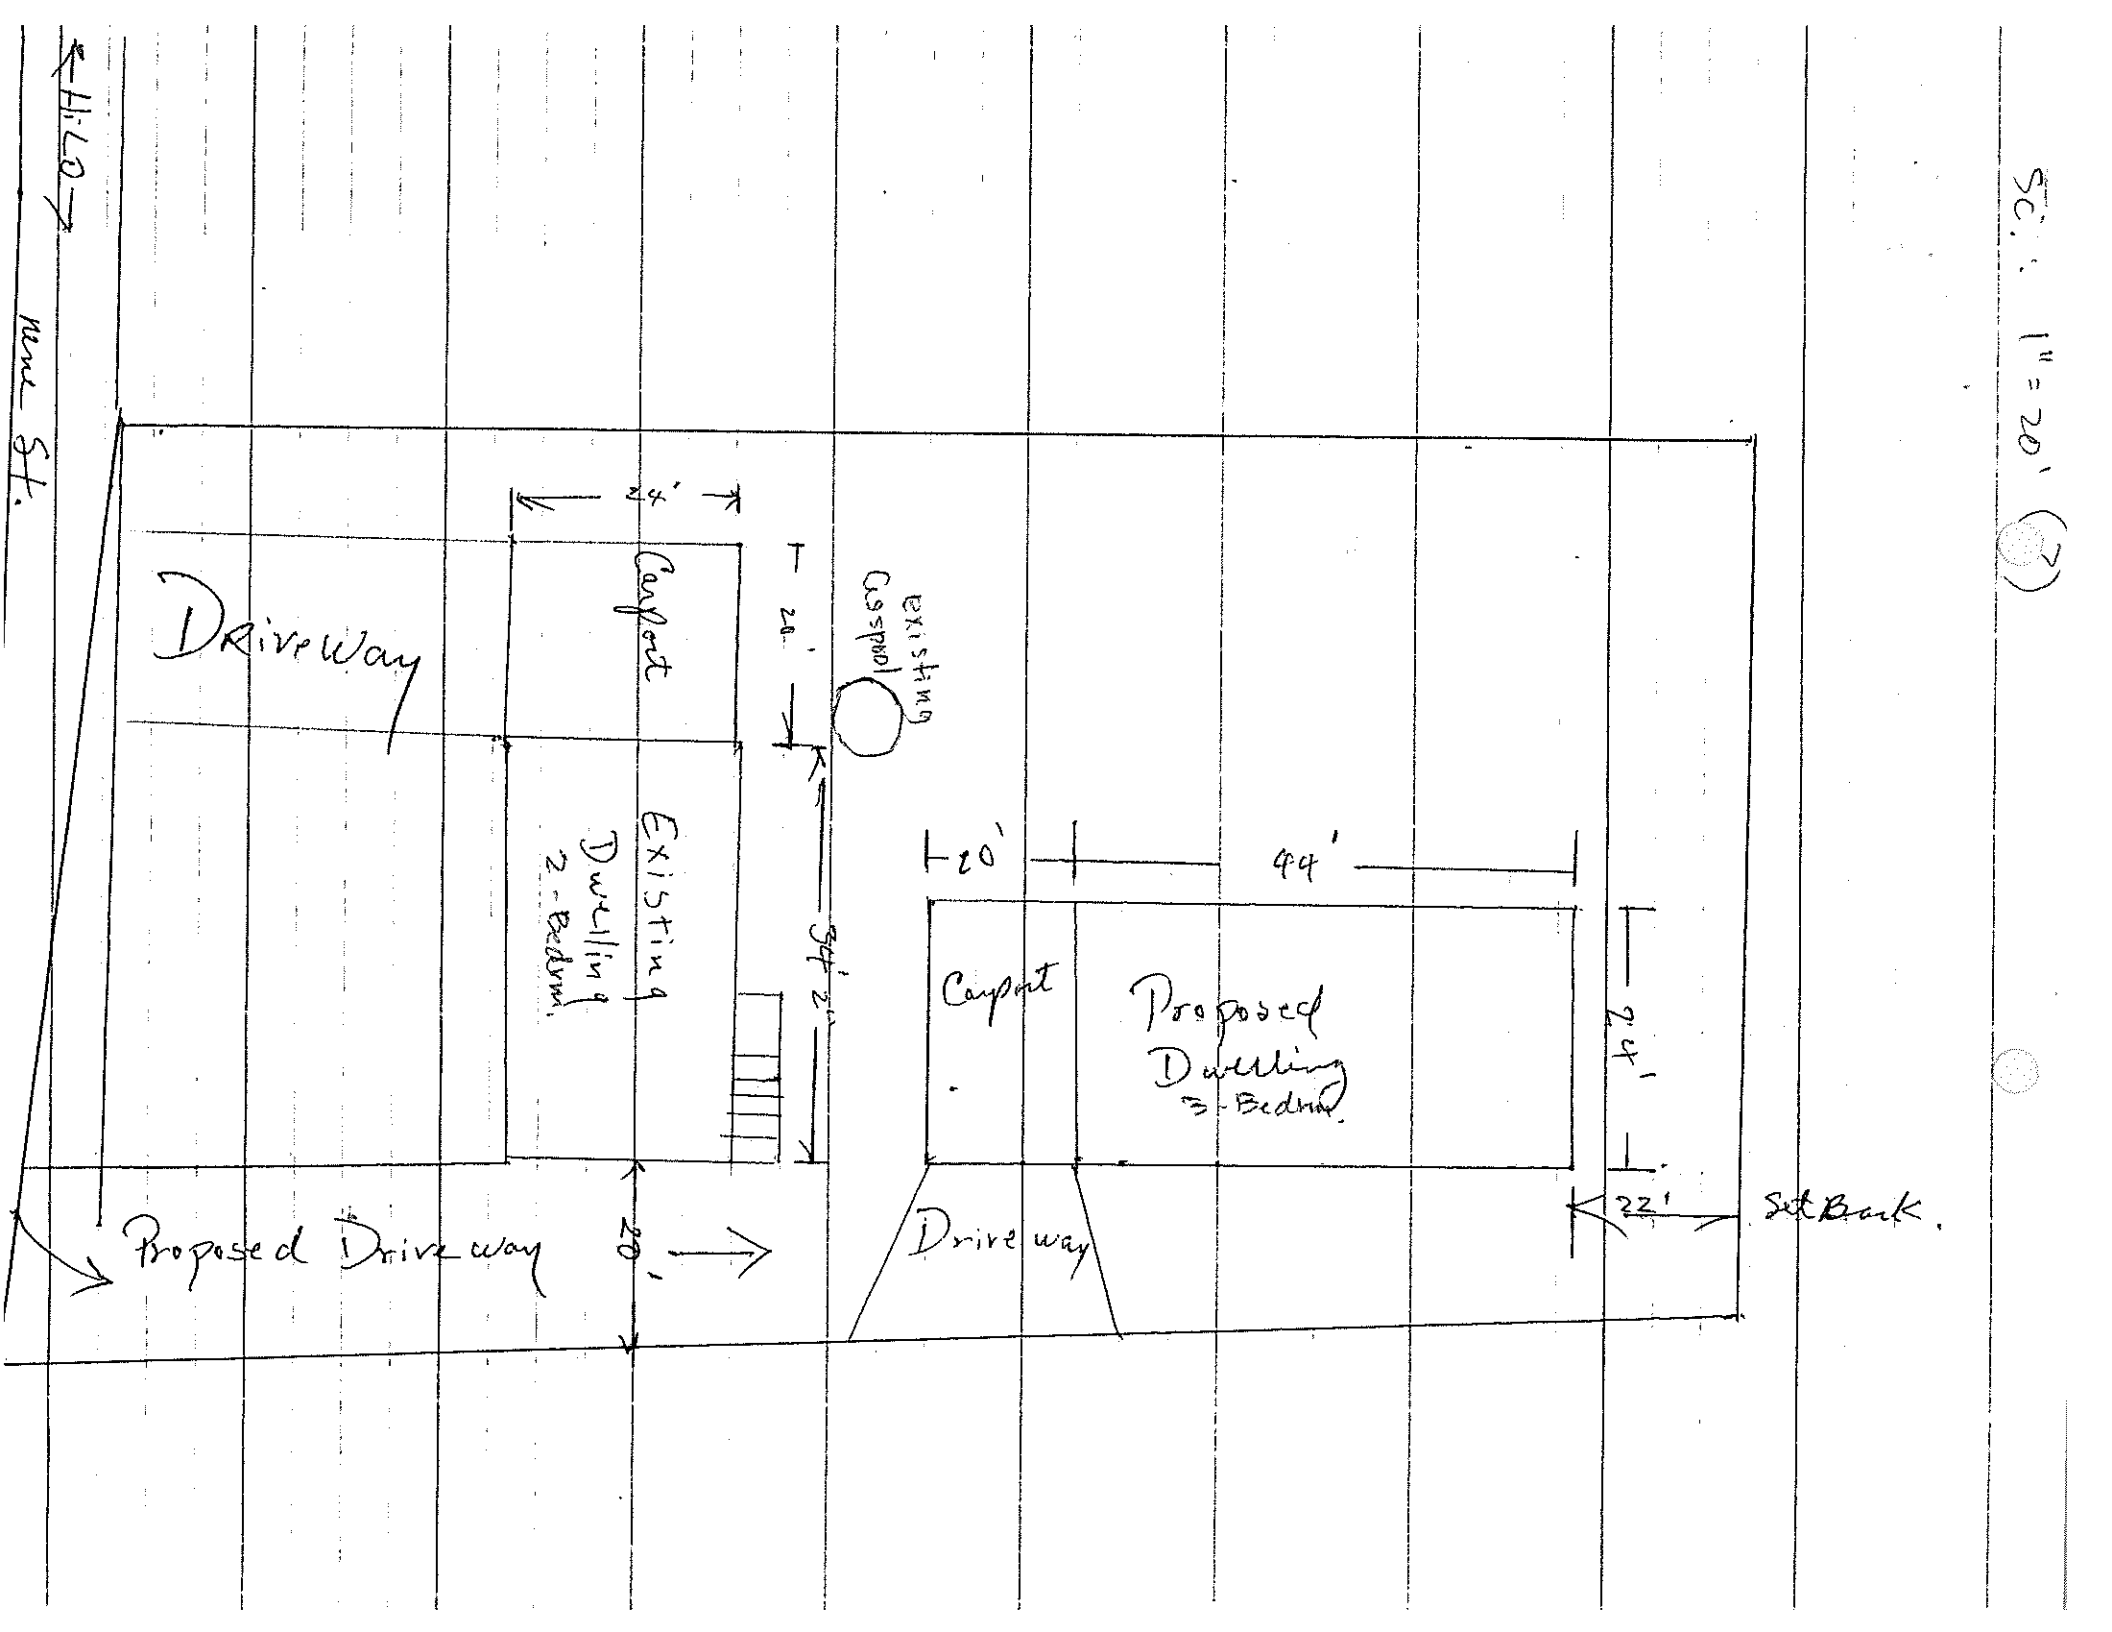 Sc. : 1" = 20' (?)
←HiLO→
St.
24'
Carport
20'
Driveway
existing
Cesspool
Existing
Dwelling
2-Bedrm.
34' 2"
20'
44'
Carport
Proposed
Dwelling
3-Bedrm.
24'
22'
Set Back.
Proposed Driveway
20'
Driveway